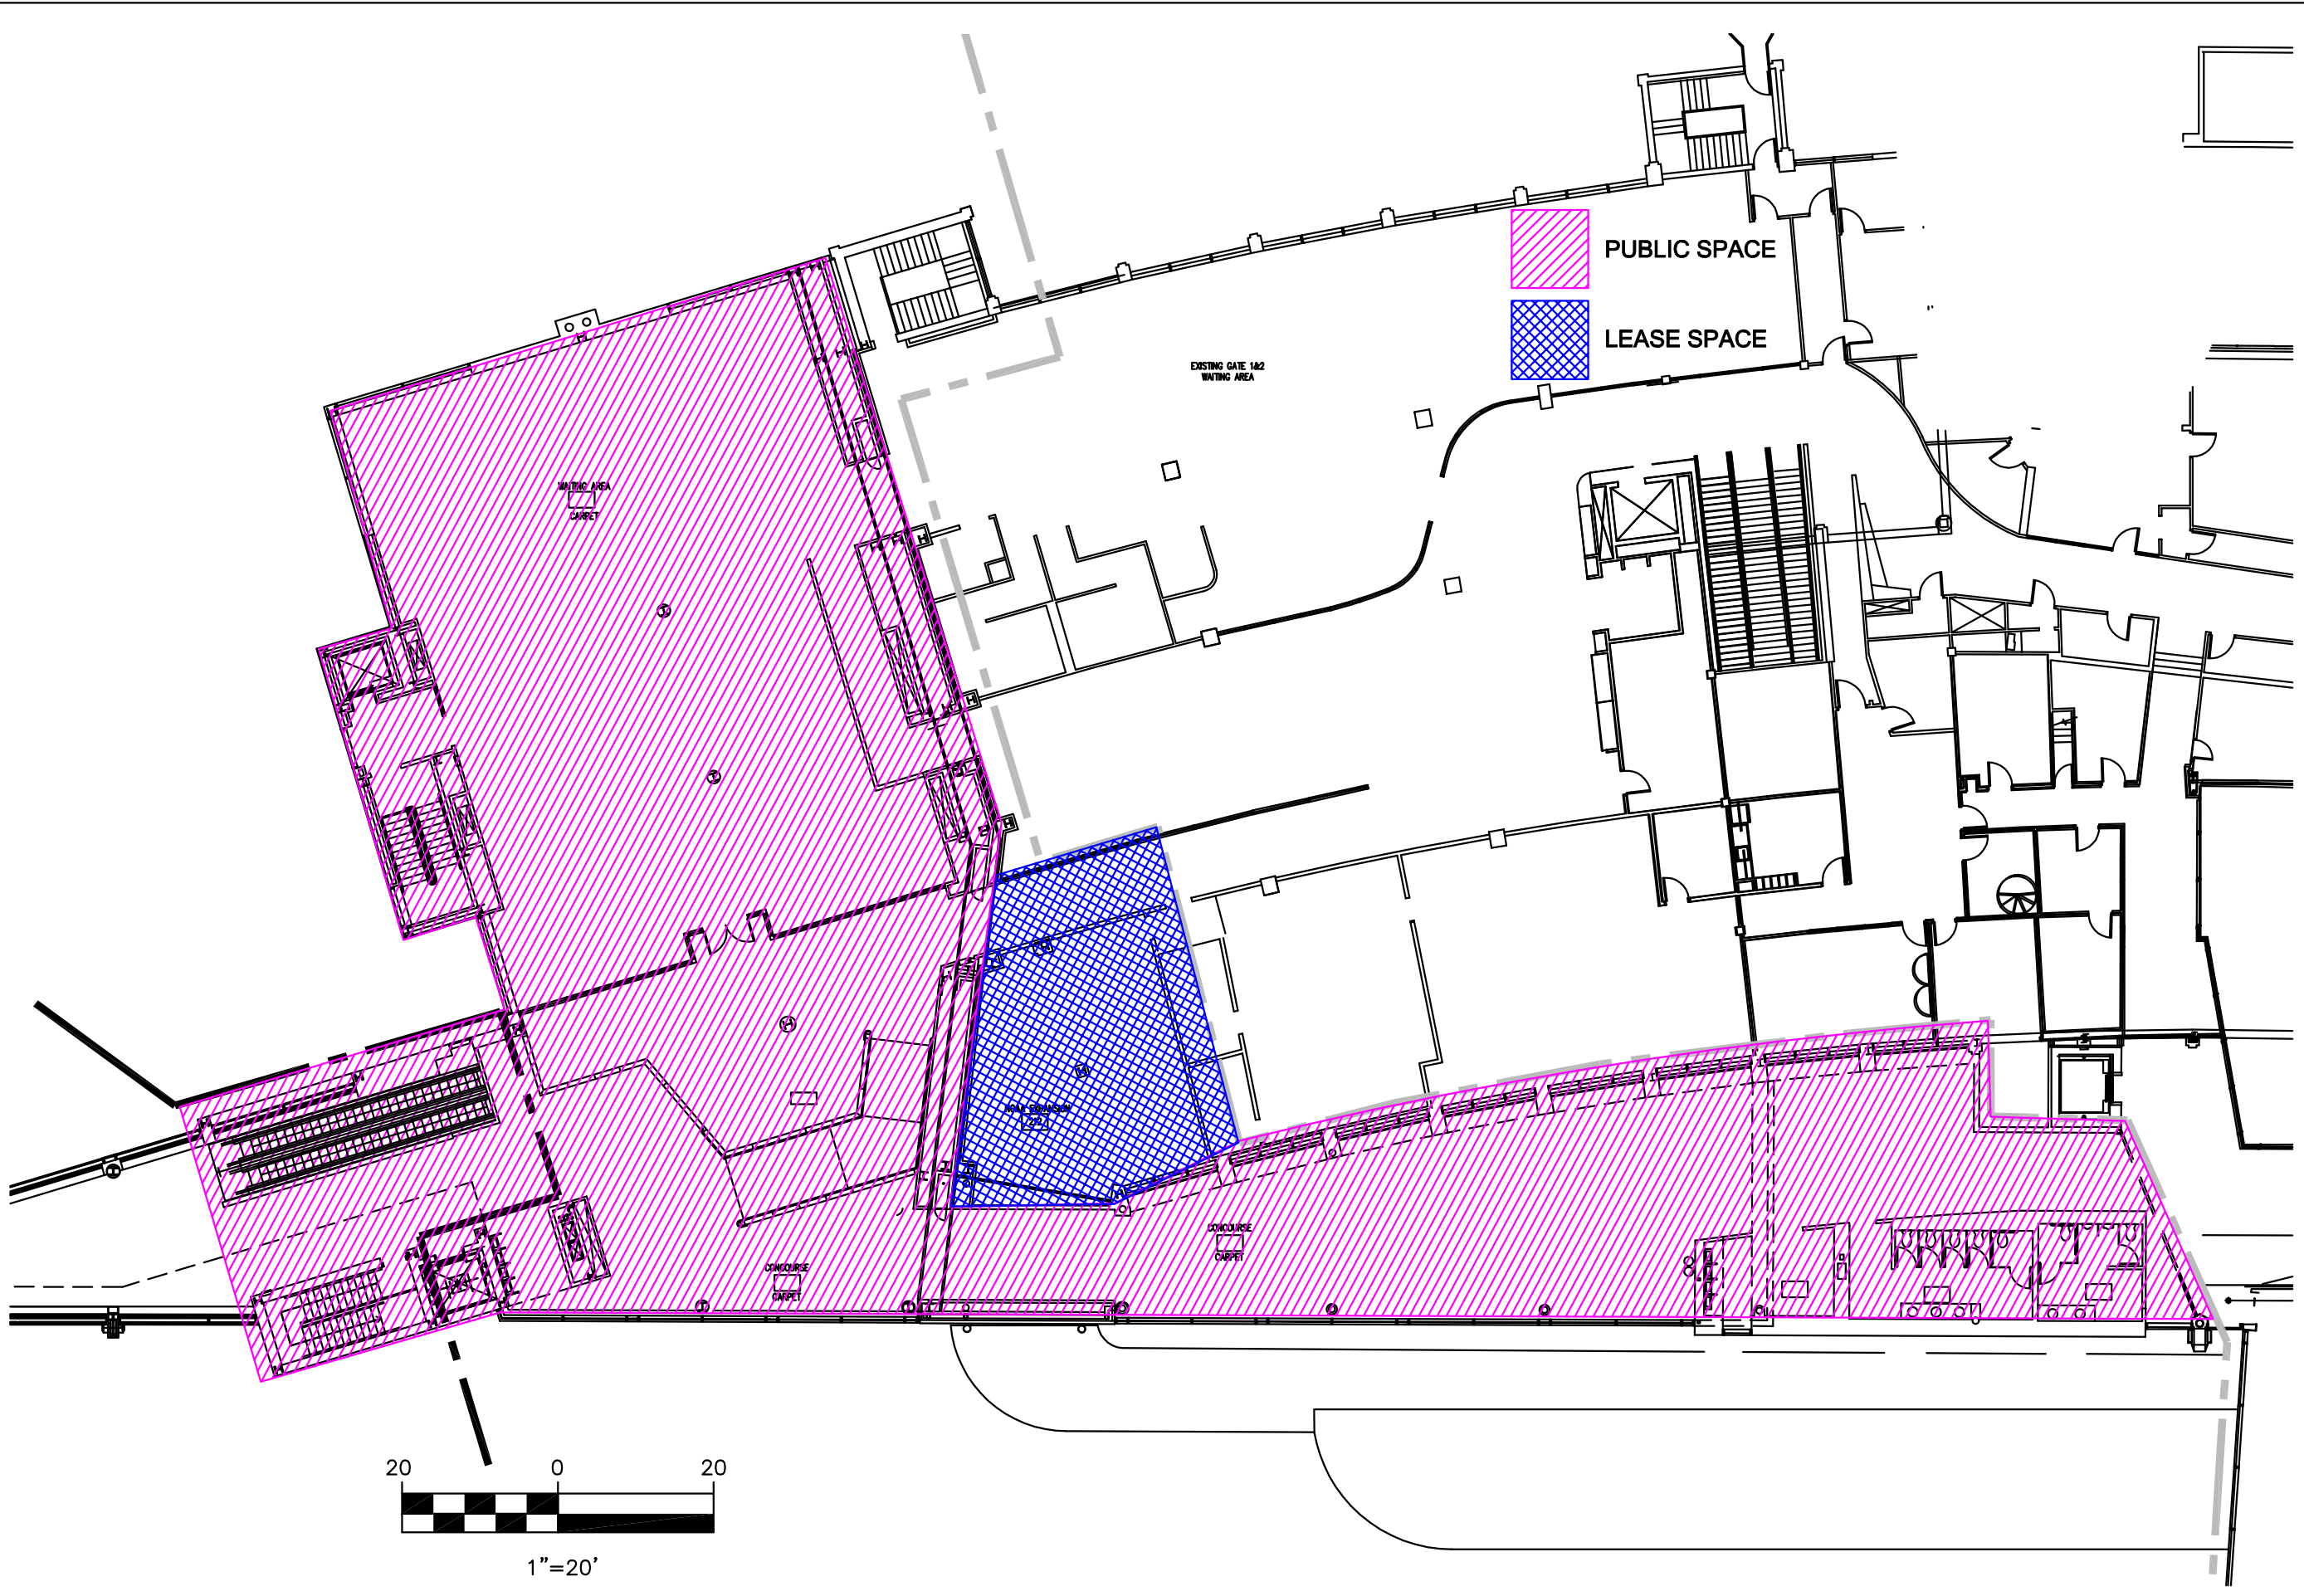 PUBLIC SPACE
LEASE SPACE
EXISTING GATE 1&2
WAITING AREA
WAITING AREA
CARPET
CONCOURSE
CARPET
CONCOURSE
CARPET
20 0 20
1"=20'